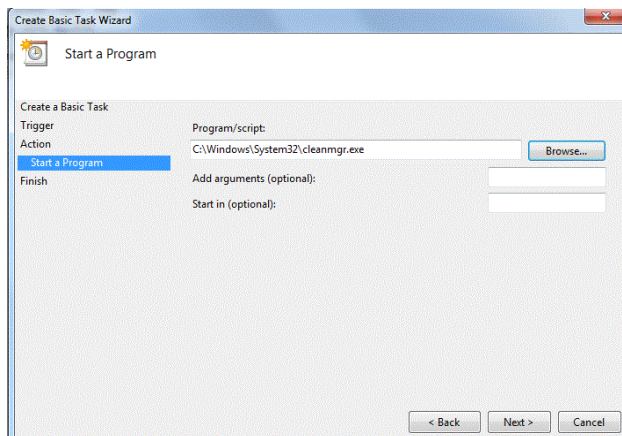 Create Basic Task Wizard
Start a Program
Create a Basic Task
Trigger
Action
Start a Program
Finish
Program/script:
C:\Windows\System32\cleanmgr.exe
Browse...
Add arguments (optional):
Start in (optional):
< Back
Next >
Cancel